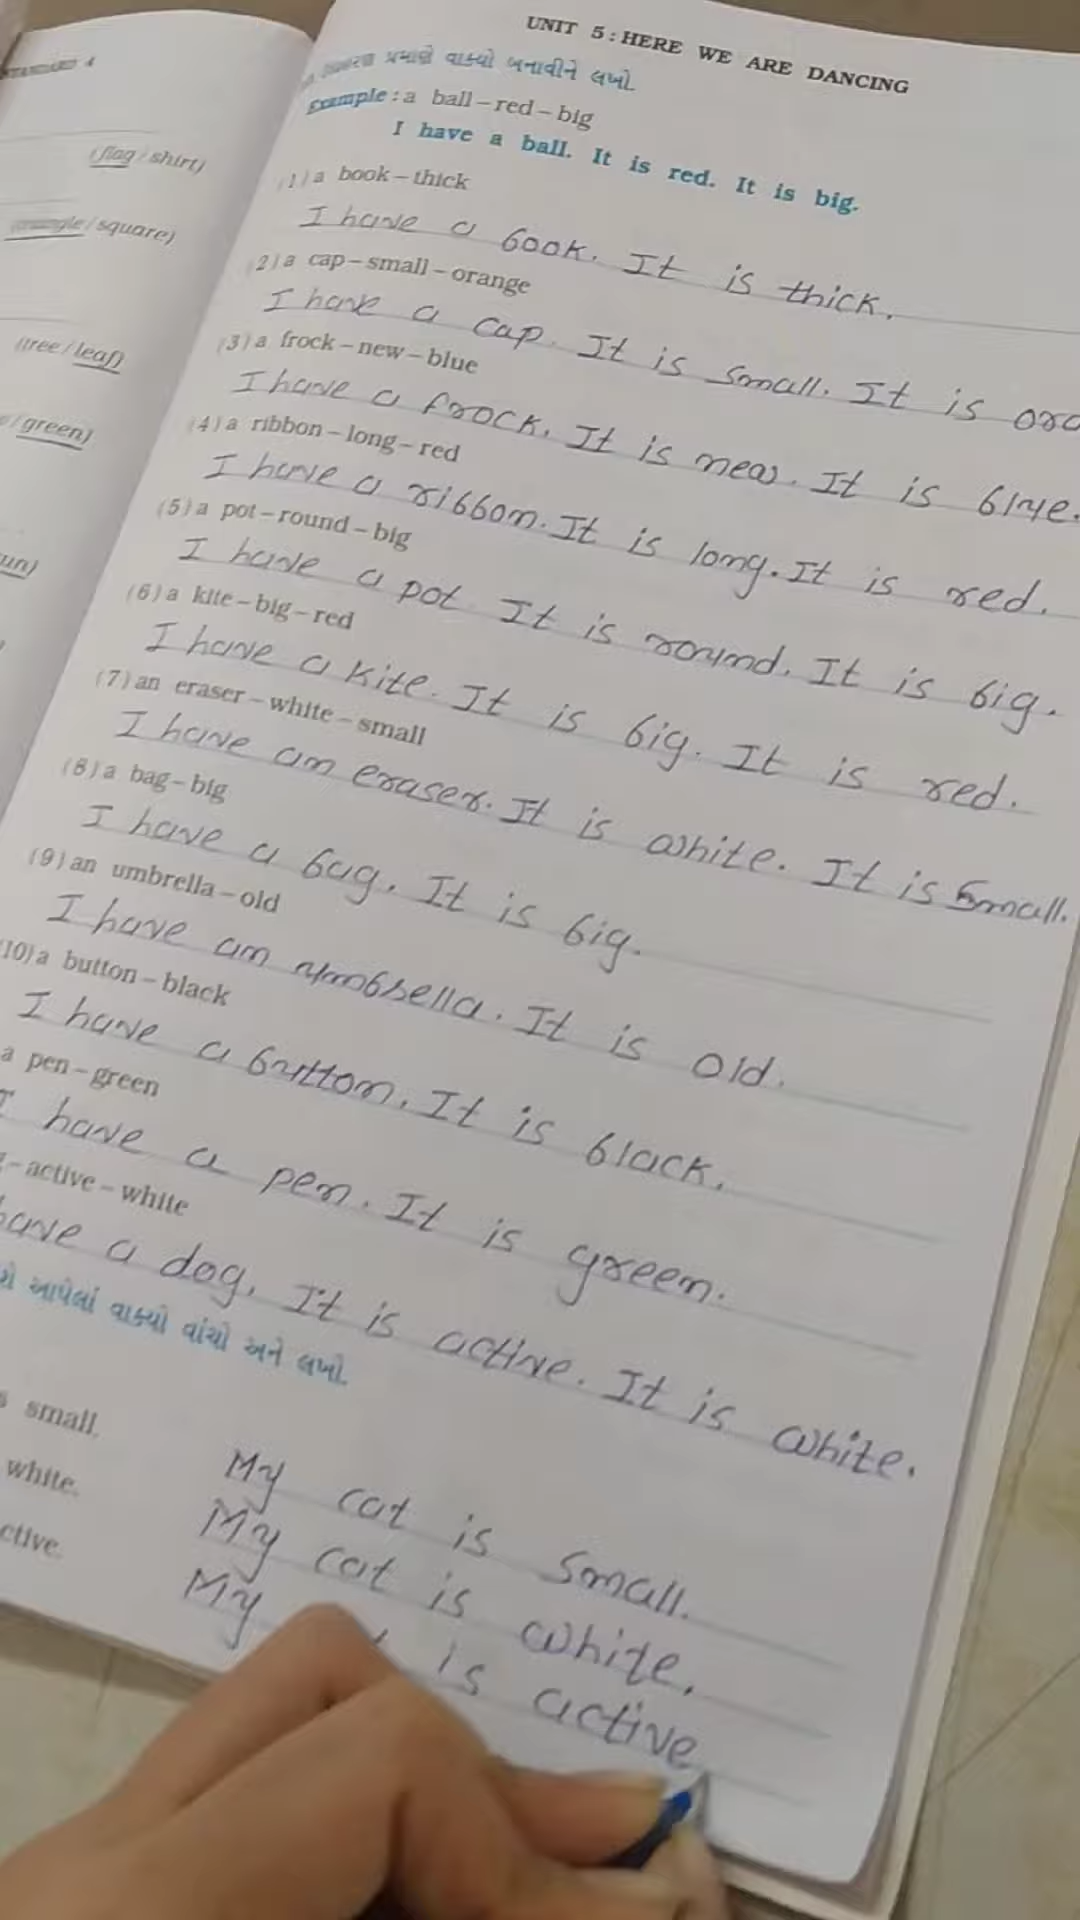 STANDARD 4
(flag / shirt)
(triangle / square)
(tree / leaf)
/ green)
UNIT 5 : HERE WE ARE DANCING
પ્રમાણે વાક્યો બનાવીને લખો.
Example : a ball – red – big
I have a ball. It is red. It is big.
(1) a book – thick
I have a book. It is thick.
(2) a cap – small – orange
I have a cap. It is small. It is
(3) a frock – new – blue
I have a frock. It is new. It is blue.
(4) a ribbon – long – red
I have a ribbon. It is long. It is red.
(5) a pot – round – big
I have a pot. It is round. It is big.
(6) a kite – big – red
I have a kite. It is big. It is red.
(7) an eraser – white – small
I have an eraser. It is white. It is small.
(8) a bag – big
I have a bag. It is big.
(9) an umbrella – old
I have an umbrella. It is old.
(10) a button – black
I have a button. It is black.
a pen – green
I have a pen. It is green.
– active – white
have a dog. It is active. It is white.
આપેલાં વાક્યો વાંચો અને લખો.
small.
My cat is small.
white.
My cat is white.
My is active